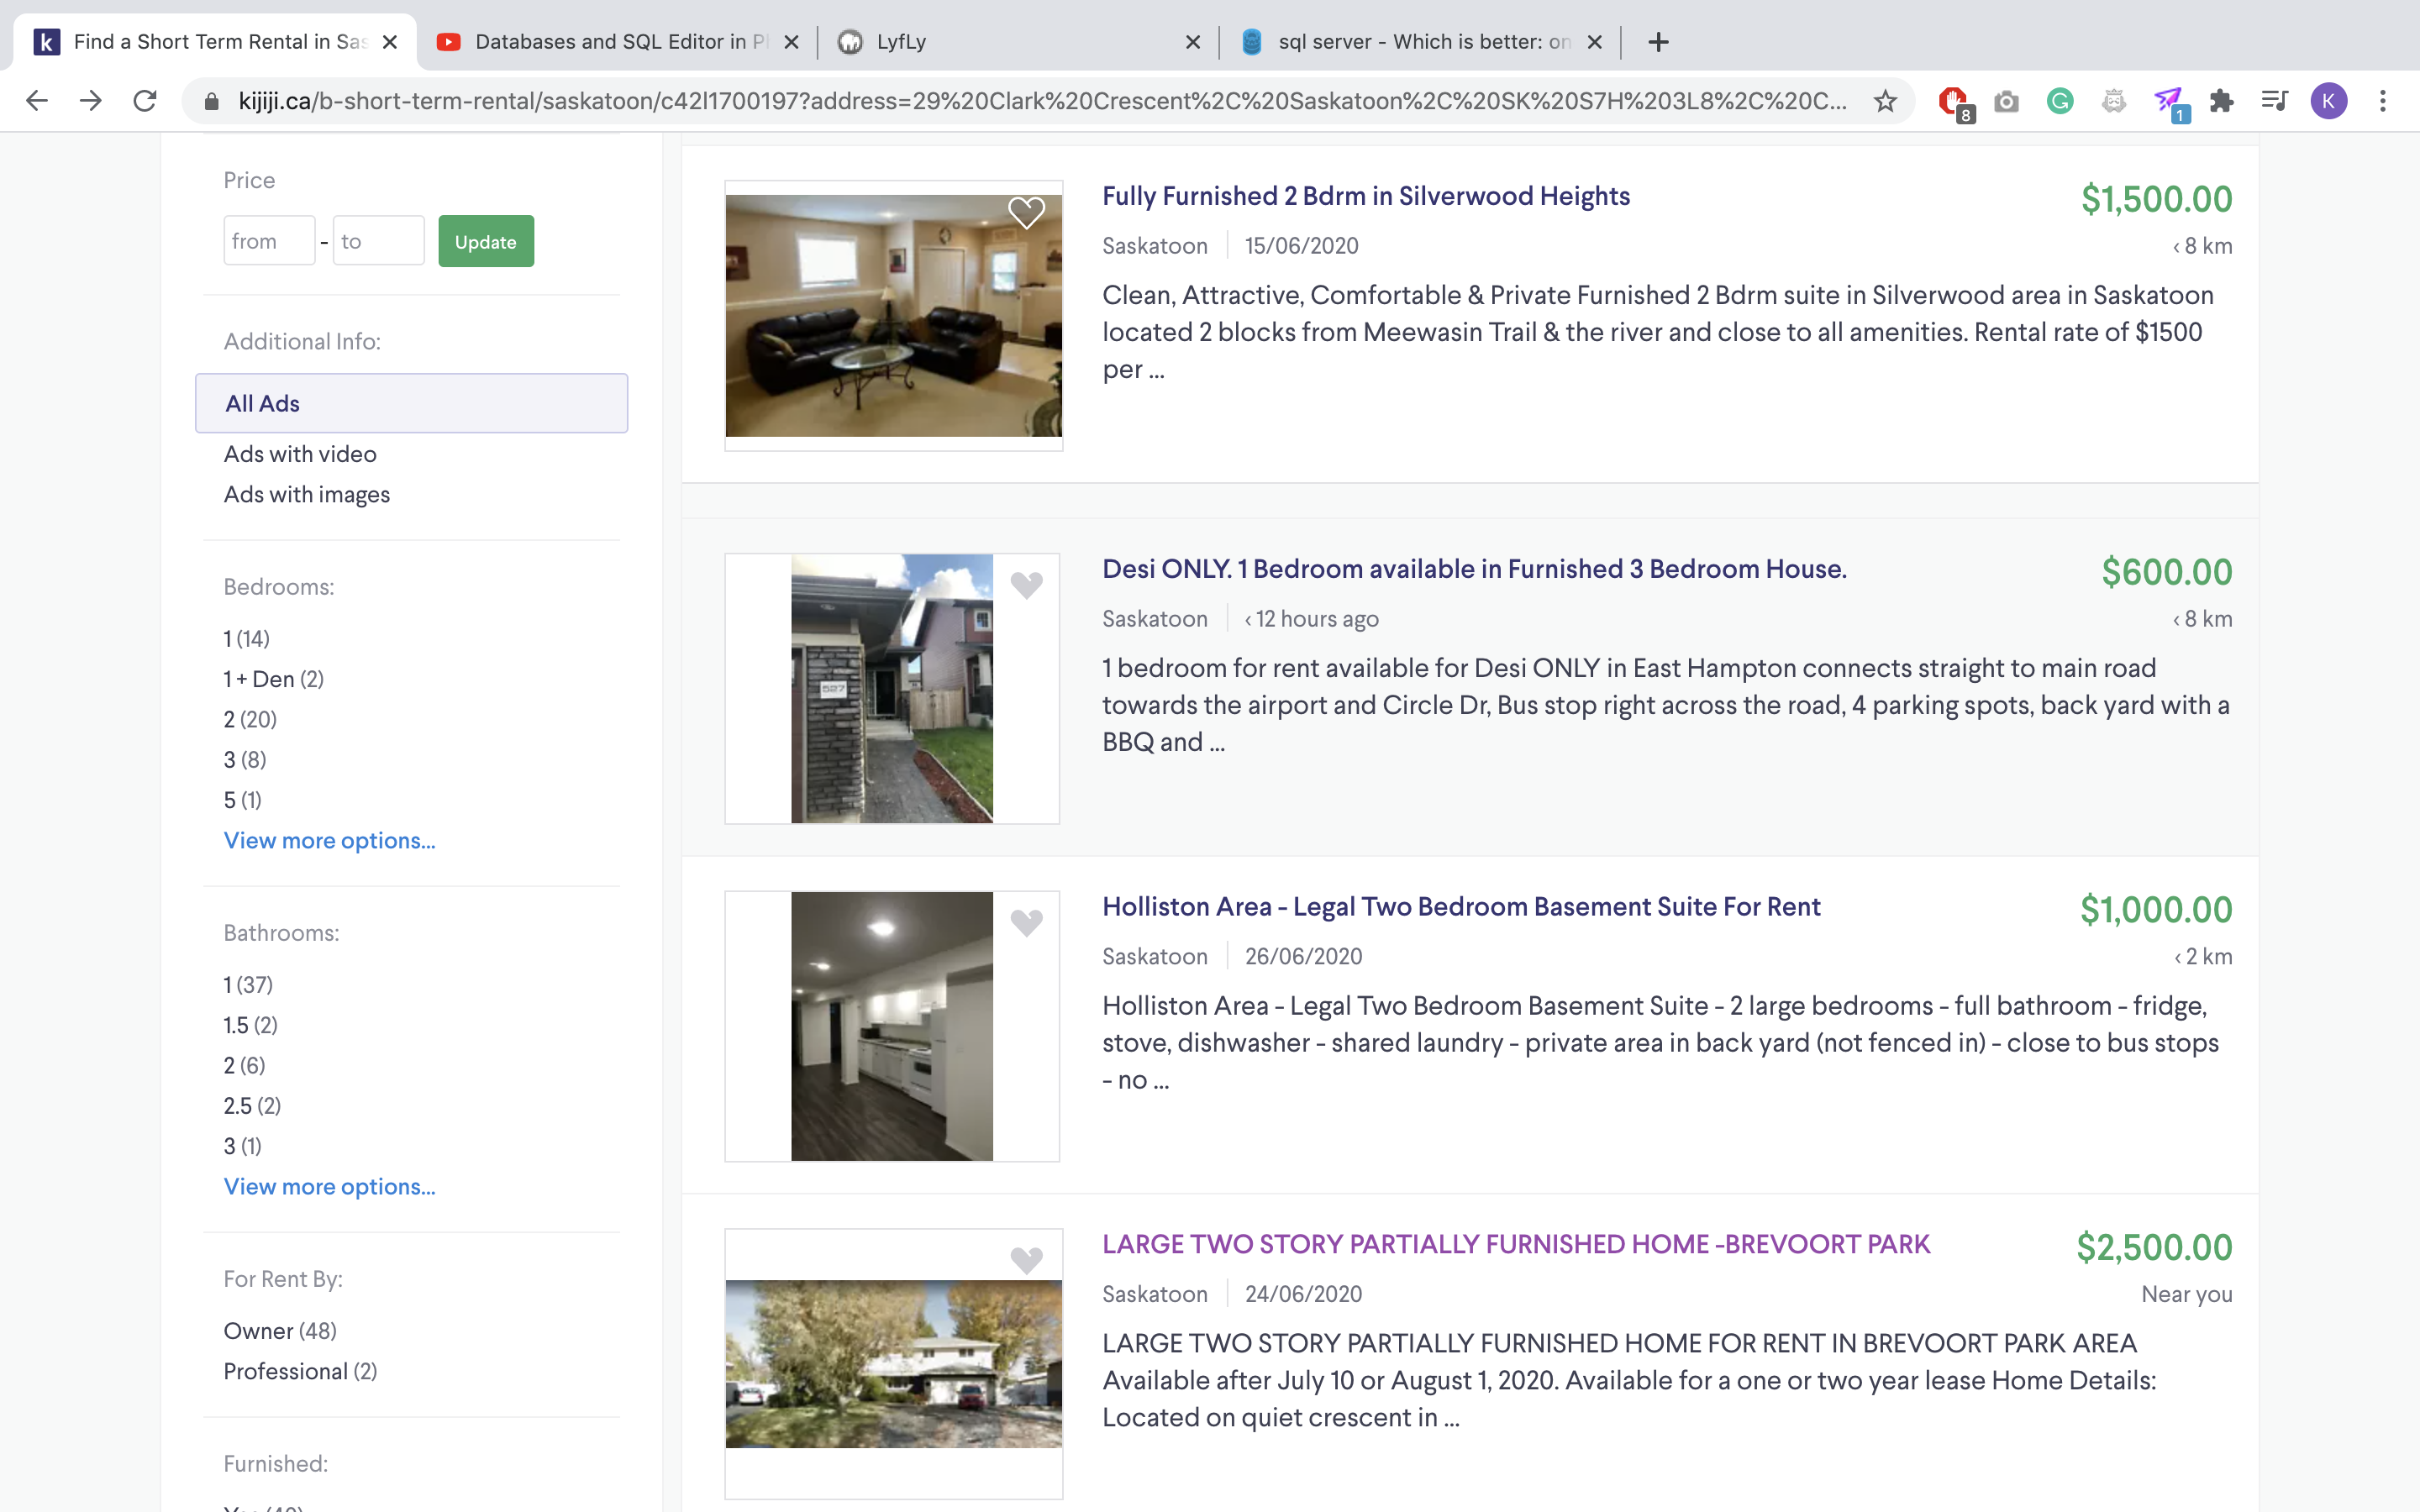 Find a Short Term Rental in Sas
Databases and SQL Editor in P
LyfLy
sql server - Which is better: on
kijiji.ca/b-short-term-rental/saskatoon/c42l1700197?address=29%20Clark%20Crescent%2C%20Saskatoon%2C%20SK%20S7H%203L8%2C%20C...
8
G
1
K
Price
from - to Update
Additional Info:
All Ads
Ads with video
Ads with images
Bedrooms:
1 (14)
1 + Den (2)
2 (20)
3 (8)
5 (1)
View more options...
Bathrooms:
1 (37)
1.5 (2)
2 (6)
2.5 (2)
3 (1)
View more options...
For Rent By:
Owner (48)
Professional (2)
Furnished:
Fully Furnished 2 Bdrm in Silverwood Heights
$1,500.00
Saskatoon 15/06/2020
< 8 km
Clean, Attractive, Comfortable & Private Furnished 2 Bdrm suite in Silverwood area in Saskatoon
located 2 blocks from Meewasin Trail & the river and close to all amenities. Rental rate of $1500
per ...
527
Desi ONLY. 1 Bedroom available in Furnished 3 Bedroom House.
$600.00
Saskatoon < 12 hours ago
< 8 km
1 bedroom for rent available for Desi ONLY in East Hampton connects straight to main road
towards the airport and Circle Dr, Bus stop right across the road, 4 parking spots, back yard with a
BBQ and ...
Holliston Area - Legal Two Bedroom Basement Suite For Rent
$1,000.00
Saskatoon 26/06/2020
< 2 km
Holliston Area - Legal Two Bedroom Basement Suite - 2 large bedrooms - full bathroom - fridge,
stove, dishwasher - shared laundry - private area in back yard (not fenced in) - close to bus stops
- no ...
LARGE TWO STORY PARTIALLY FURNISHED HOME -BREVOORT PARK
$2,500.00
Saskatoon 24/06/2020
Near you
LARGE TWO STORY PARTIALLY FURNISHED HOME FOR RENT IN BREVOORT PARK AREA
Available after July 10 or August 1, 2020. Available for a one or two year lease Home Details:
Located on quiet crescent in ...